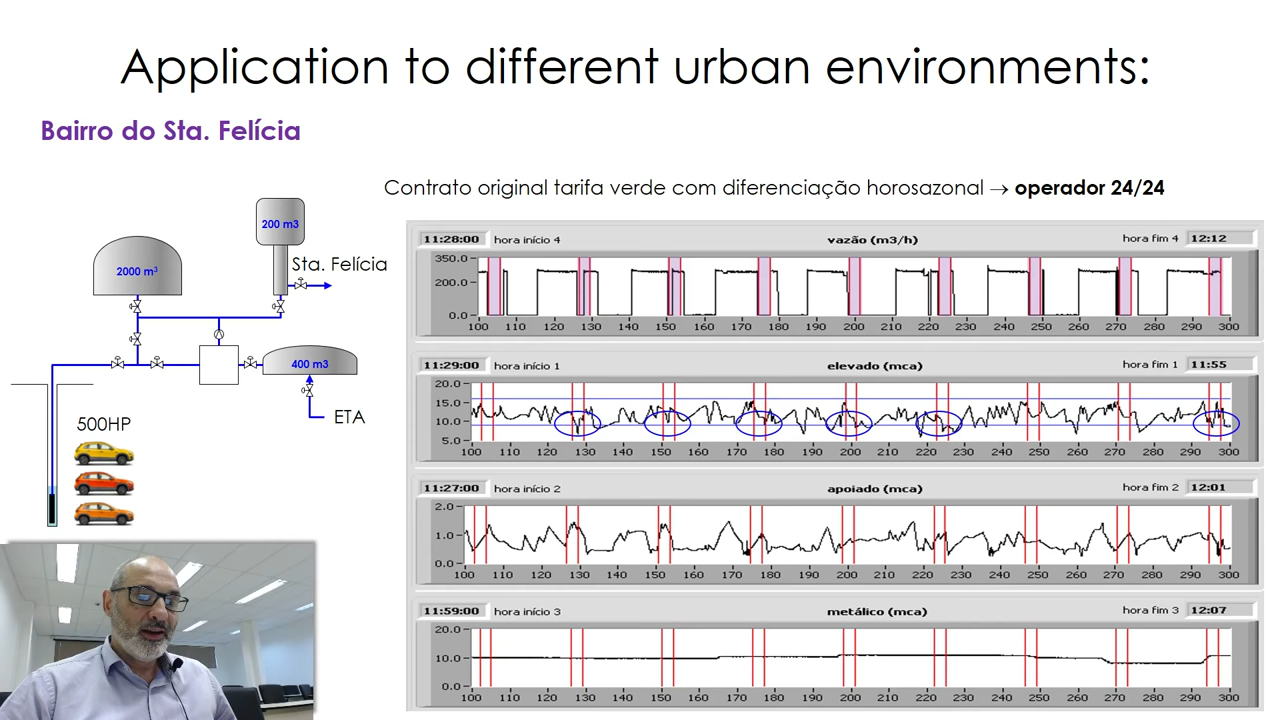 Application to different urban environments:
Bairro do Sta. Felícia
Contrato original tarifa verde com diferenciação horosazonal → operador 24/24
200 m3
2000 m³
Sta. Felícia
400 m3
ETA
500HP
11:28:00 hora início 4 vazão (m3/h) hora fim 4 12:12
350.0
200.0
0.0
100 110 120 130 140 150 160 170 180 190 200 210 220 230 240 250 260 270 280 290 300
11:29:00 hora início 1 elevado (mca) hora fim 1 11:55
20.0
15.0
10.0
5.0
100 110 120 130 140 150 160 170 180 190 200 210 220 230 240 250 260 270 280 290 300
11:27:00 hora início 2 apoiado (mca) hora fim 2 12:01
2.0
1.0
0.0
100 110 120 130 140 150 160 170 180 190 200 210 220 230 240 250 260 270 280 290 300
11:59:00 hora início 3 metálico (mca) hora fim 3 12:07
20.0
10.0
0.0
100 110 120 130 140 150 160 170 180 190 200 210 220 230 240 250 260 270 280 290 300